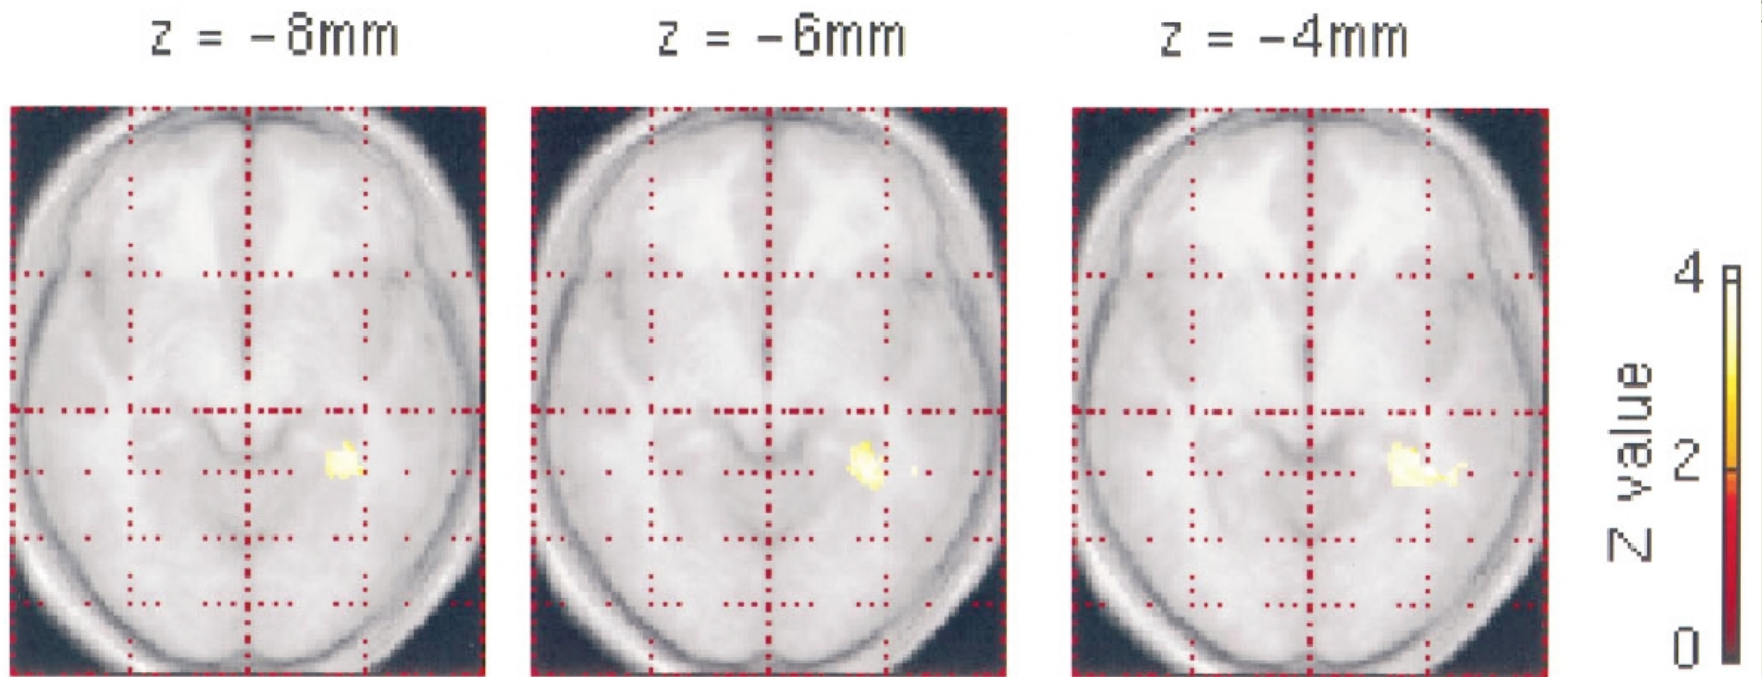 z = -8mm
z = -6mm
z = -4mm
4
2
0
Z value